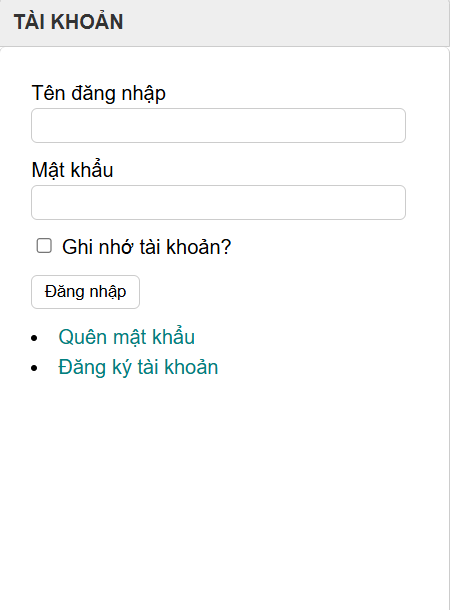 TÀI KHOẢN
Tên đăng nhập
Mật khẩu
Ghi nhớ tài khoản?
Đăng nhập
Quên mật khẩu
Đăng ký tài khoản